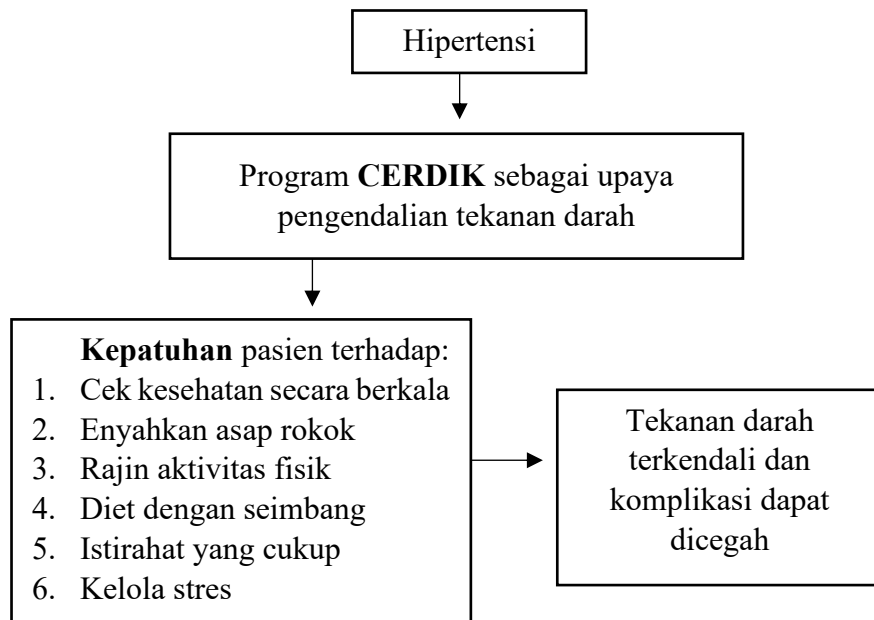 Hipertensi
Program CERDIK sebagai upaya
pengendalian tekanan darah
Kepatuhan pasien terhadap:
1. Cek kesehatan secara berkala
2. Enyahkan asap rokok
3. Rajin aktivitas fisik
4. Diet dengan seimbang
5. Istirahat yang cukup
6. Kelola stres
Tekanan darah
terkendali dan
komplikasi dapat
dicegah